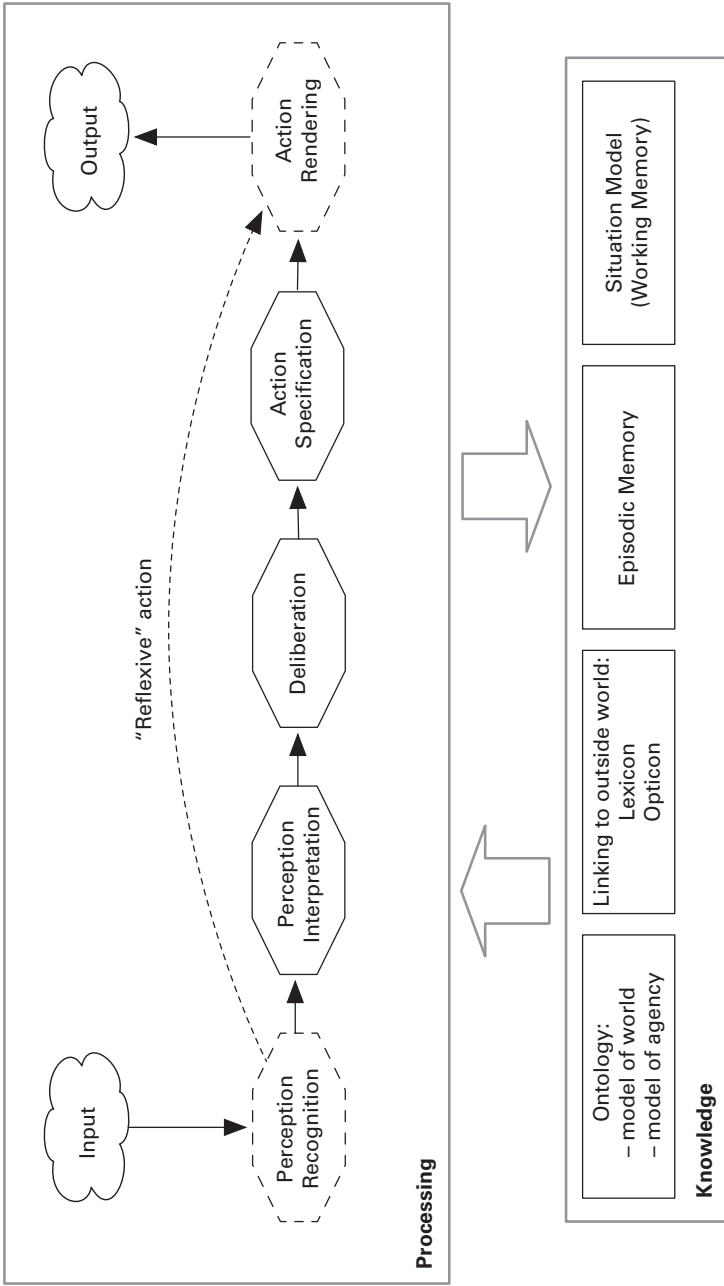 Input
Output
"Reflexive" action
Perception
Recognition
Perception
Interpretation
Deliberation
Action
Specification
Action
Rendering
Processing
Ontology:
– model of world
– model of agency
Linking to outside world:
Lexicon
Opticon
Episodic Memory
Situation Model
(Working Memory)
Knowledge